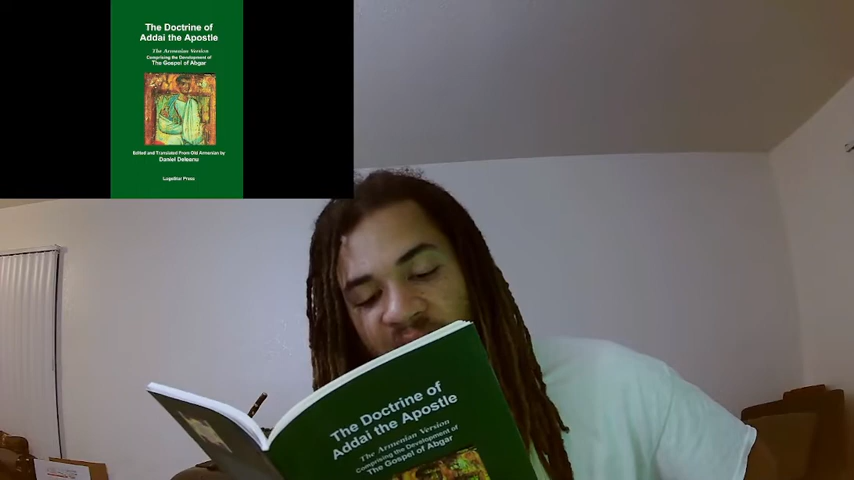 The Doctrine of
Addai the Apostle
The Armenian Version
Comprising the Development of
The Gospel of Abgar
Edited and Translated From Old Armenian by
Daniel Deleanu
LogoStar Press
The Doctrine of
Addai the Apostle
The Armenian Version
Comprising the Development of
The Gospel of Abgar